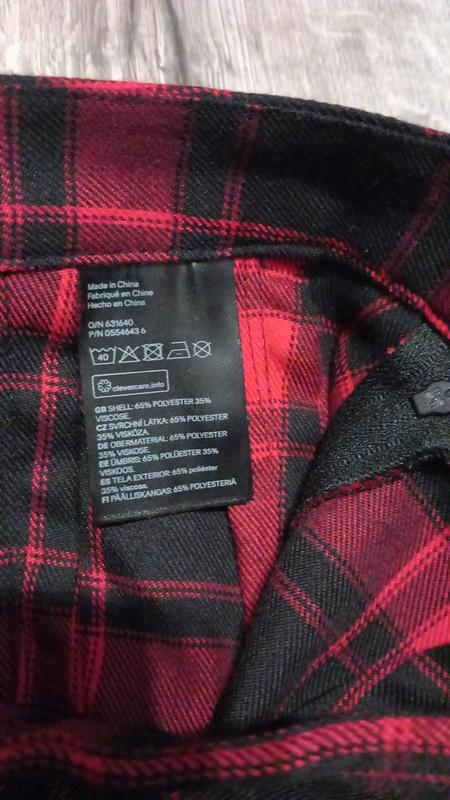 Made in China
Fabriqué en Chine
Hecho en China
O/N 631640
P/N 0554643 6
40
clevercare.info
GB SHELL: 65% POLYESTER 35%
VISCOSE.
CZ SVRCHNÍ LÁTKA: 65% POLYESTER
35% VISKÓZA.
DE OBERMATERIAL: 65% POLYESTER
35% VISKOSE.
EE ÜMBRIS: 65% POLÜESTER 35%
VISKOOS.
ES TELA EXTERIOR: 65% poliéster
35% viscosa.
FI PÄÄLLISKANGAS: 65% POLYESTERIÄ